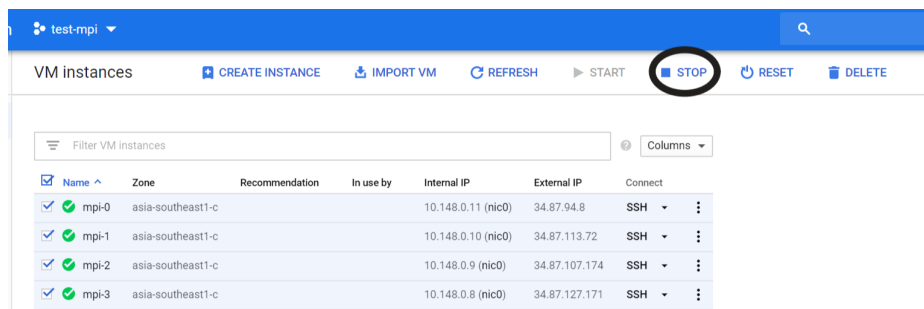 test-mpi
VM instances CREATE INSTANCE IMPORT VM REFRESH START STOP RESET DELETE
Filter VM instances Columns
Name Zone Recommendation In use by Internal IP External IP Connect
mpi-0 asia-southeast1-c 10.148.0.11 (nic0) 34.87.94.8 SSH
mpi-1 asia-southeast1-c 10.148.0.10 (nic0) 34.87.113.72 SSH
mpi-2 asia-southeast1-c 10.148.0.9 (nic0) 34.87.107.174 SSH
mpi-3 asia-southeast1-c 10.148.0.8 (nic0) 34.87.127.171 SSH